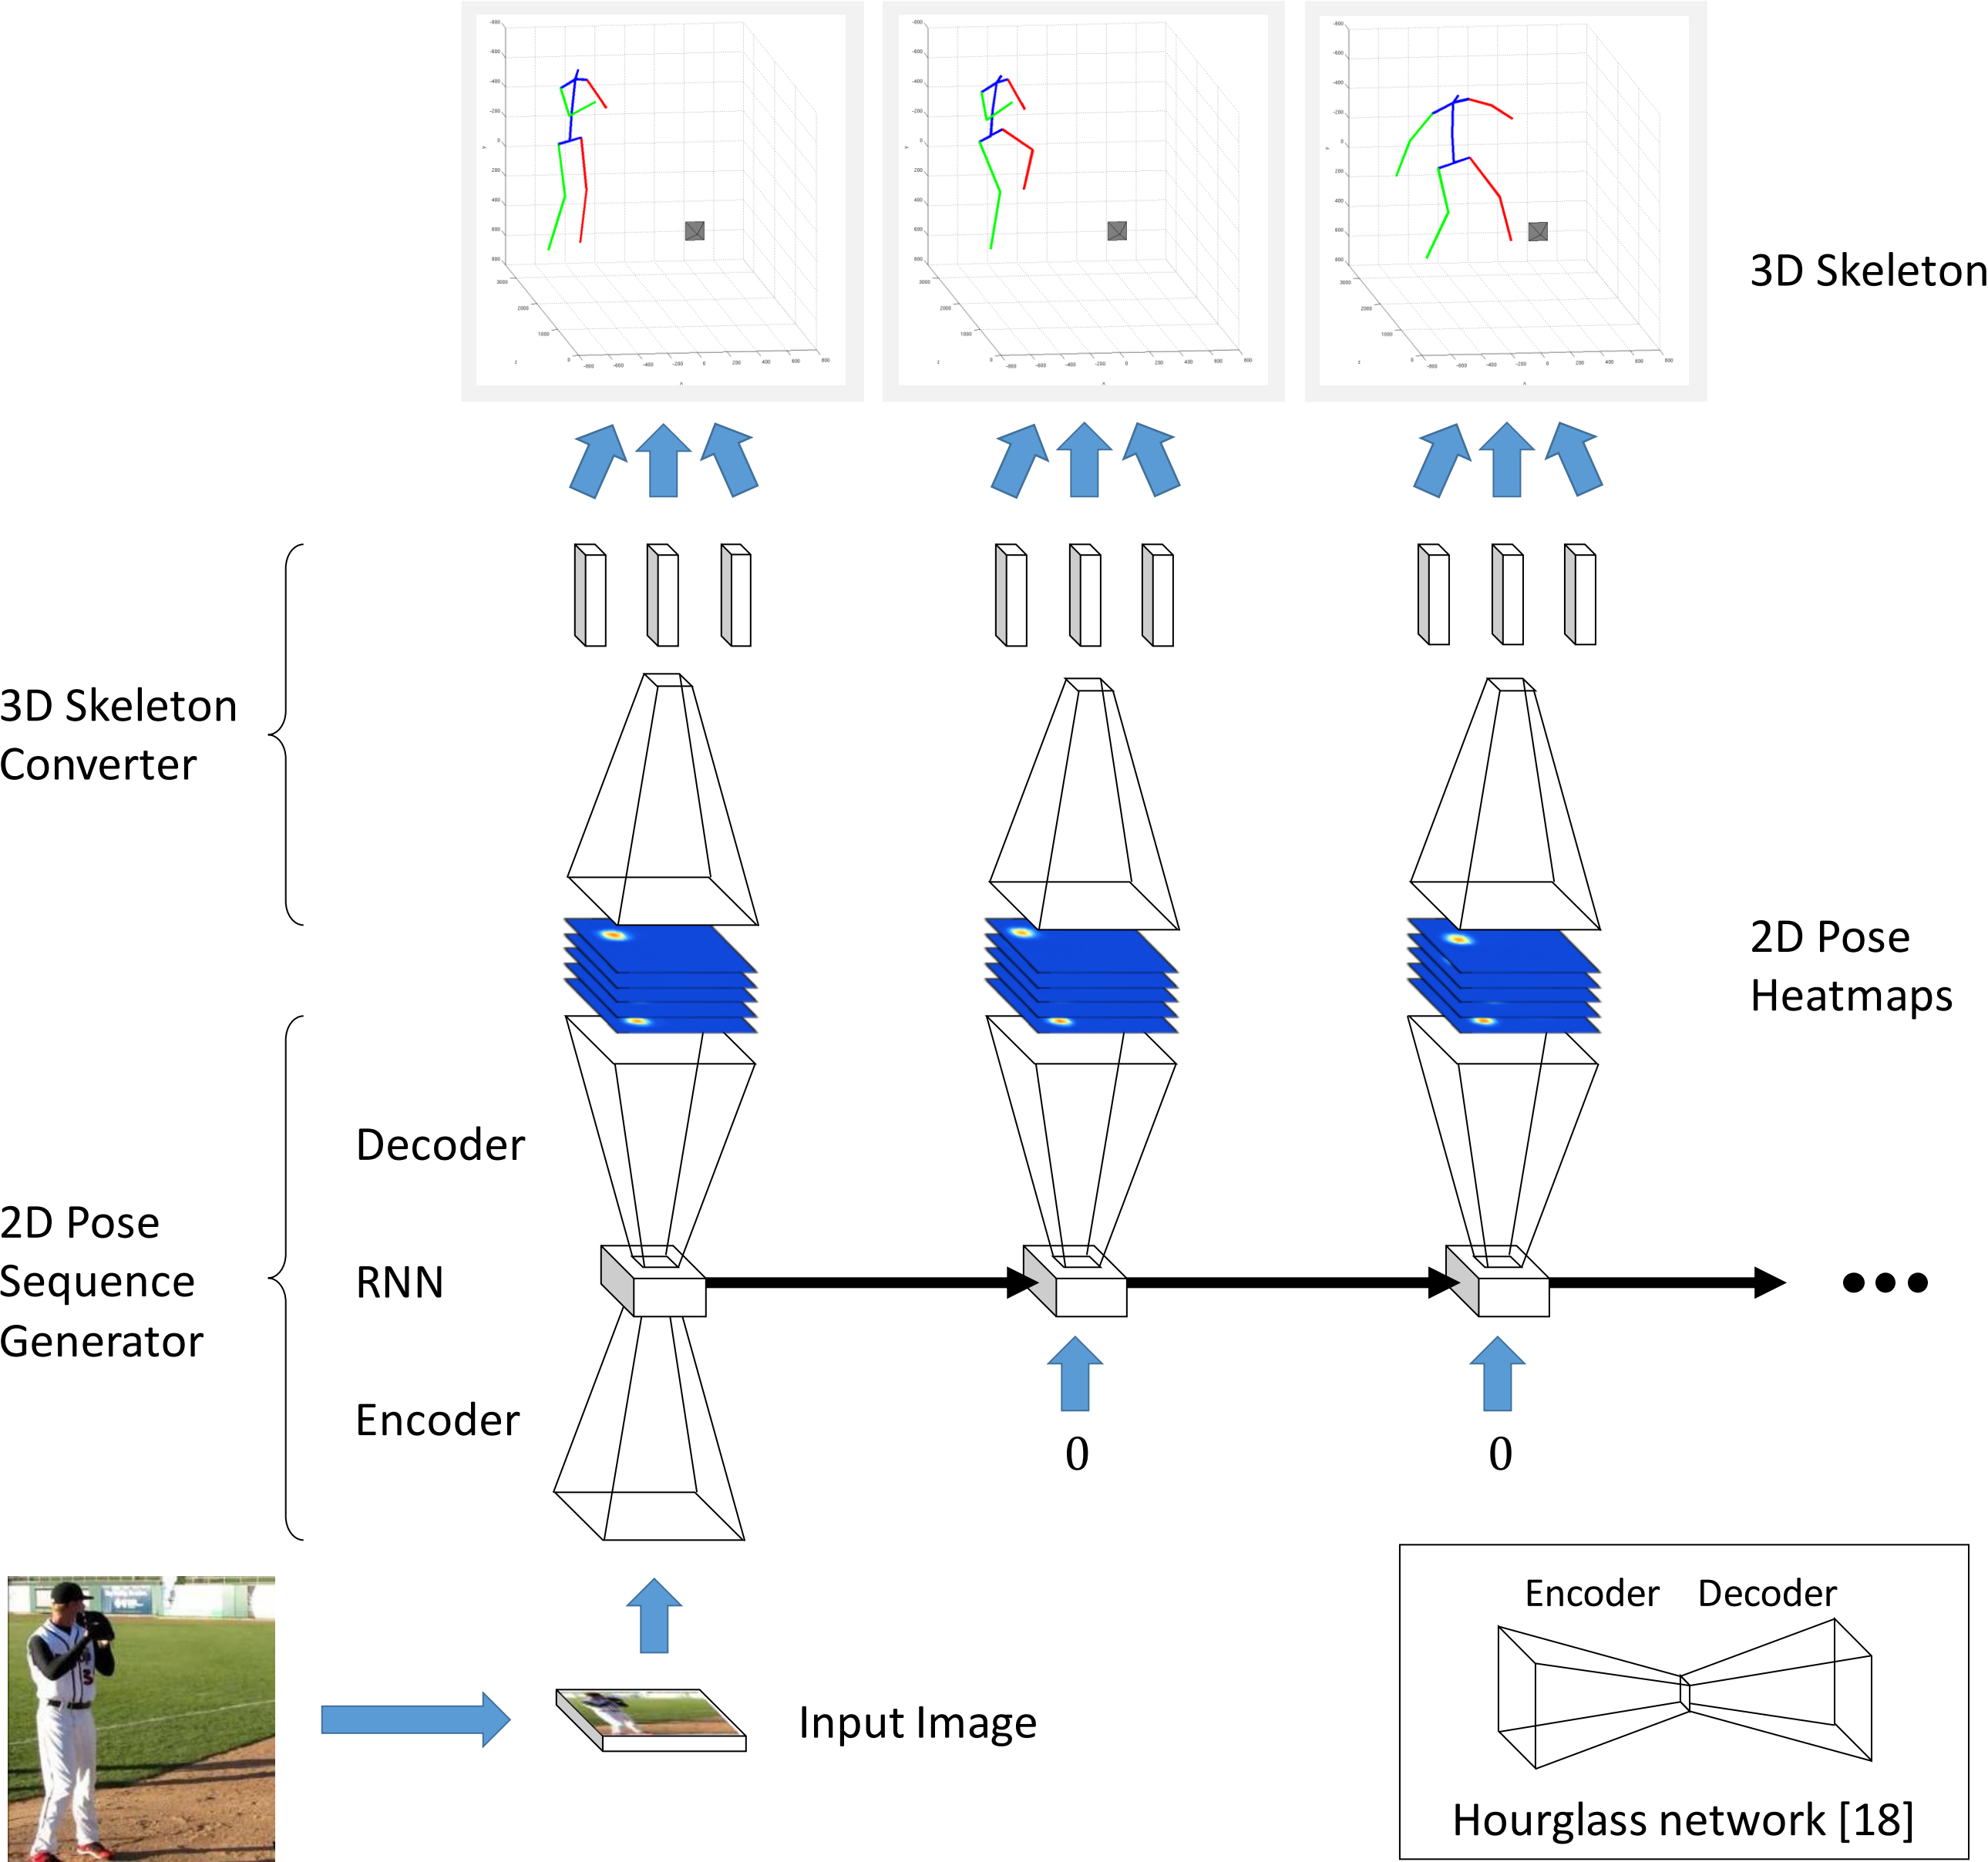 3D Skeleton
3D Skeleton
Converter
2D Pose
Heatmaps
Decoder
2D Pose
Sequence
Generator
RNN
Encoder
0
0
Input Image
Encoder Decoder
Hourglass network [18]